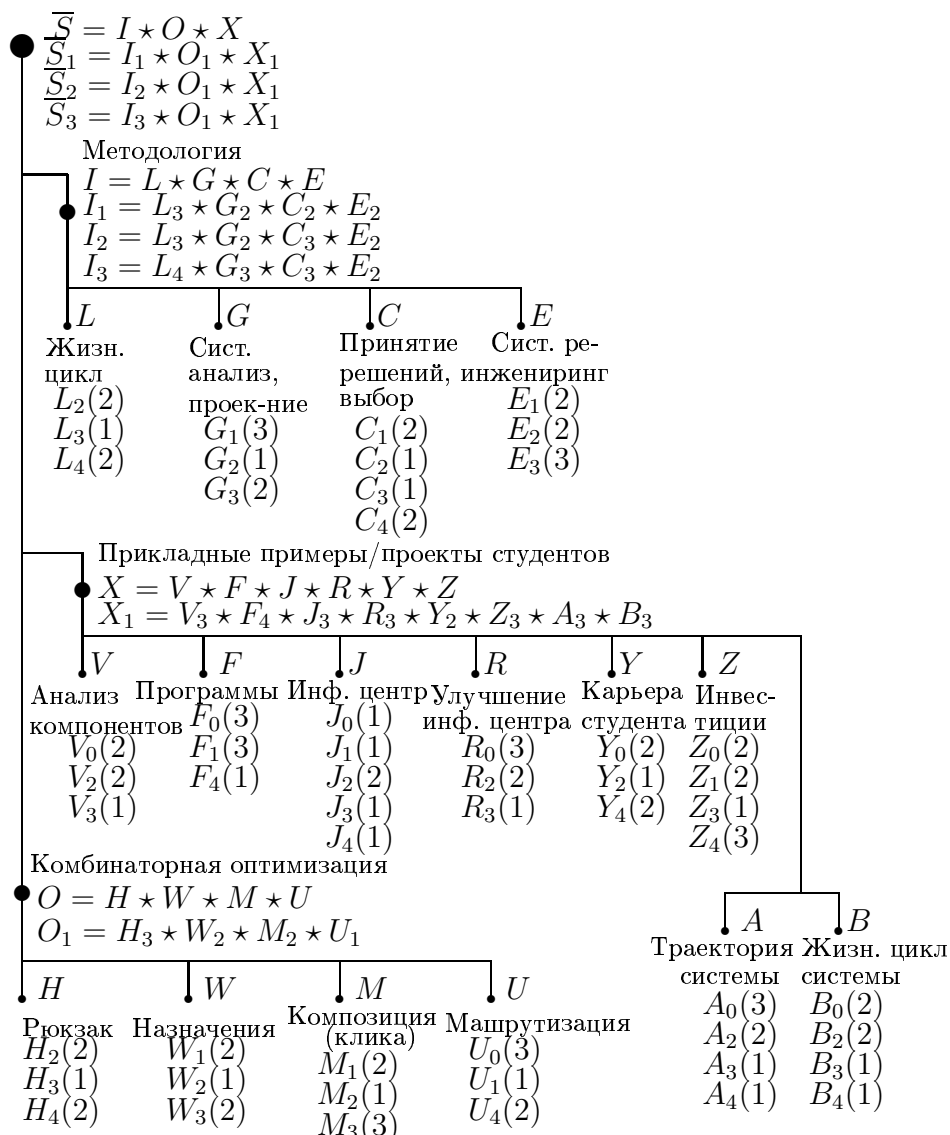 S̅ = I ⋆ O ⋆ X
S̅₁ = I₁ ⋆ O₁ ⋆ X₁
S̅₂ = I₂ ⋆ O₁ ⋆ X₁
S̅₃ = I₃ ⋆ O₁ ⋆ X₁
Методология
I = L ⋆ G ⋆ C ⋆ E
I₁ = L₃ ⋆ G₂ ⋆ C₂ ⋆ E₂
I₂ = L₃ ⋆ G₂ ⋆ C₃ ⋆ E₂
I₃ = L₄ ⋆ G₃ ⋆ C₃ ⋆ E₂
L
Жизн.
цикл
L₂(2)
L₃(1)
L₄(2)
G
Сист.
анализ,
проек-ние
G₁(3)
G₂(1)
G₃(2)
C
Принятие
решений,
выбор
C₁(2)
C₂(1)
C₃(1)
C₄(2)
E
Сист. ре-
инжениринг
E₁(2)
E₂(2)
E₃(3)
Прикладные примеры/проекты студентов
X = V ⋆ F ⋆ J ⋆ R ⋆ Y ⋆ Z
X₁ = V₃ ⋆ F₄ ⋆ J₃ ⋆ R₃ ⋆ Y₂ ⋆ Z₃ ⋆ A₃ ⋆ B₃
V
Анализ
компонентов
V₀(2)
V₂(2)
V₃(1)
F
Программы
F₀(3)
F₁(3)
F₄(1)
J
Инф. центр
J₀(1)
J₁(1)
J₂(2)
J₃(1)
J₄(1)
R
Улучшение
инф. центра
R₀(3)
R₂(2)
R₃(1)
Y
Карьера
студента
Y₀(2)
Y₂(1)
Y₄(2)
Z
Инвес-
тиции
Z₀(2)
Z₁(2)
Z₃(1)
Z₄(3)
A
Траектория
системы
A₀(3)
A₂(2)
A₃(1)
A₄(1)
B
Жизн. цикл
системы
B₀(2)
B₂(2)
B₃(1)
B₄(1)
Комбинаторная оптимизация
O = H ⋆ W ⋆ M ⋆ U
O₁ = H₃ ⋆ W₂ ⋆ M₂ ⋆ U₁
H
Рюкзак
H₂(2)
H₃(1)
H₄(2)
W
Назначения
W₁(2)
W₂(1)
W₃(2)
M
Композиция
(клика)
M₁(2)
M₂(1)
M₃(3)
U
Машрутизация
U₀(3)
U₁(1)
U₄(2)